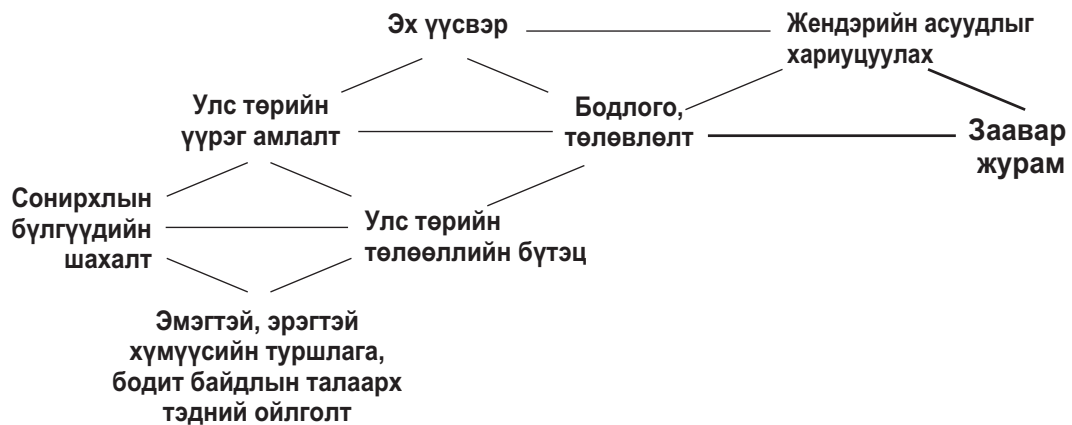 Эх үүсвэр
Жендэрийн асуудлыг
хариуцуулах
Улс төрийн
үүрэг амлалт
Бодлого,
төлөвлөлт
Заавар
журам
Сонирхлын
бүлгүүдийн
шахалт
Улс төрийн
төлөөллийн бүтэц
Эмэгтэй, эрэгтэй
хүмүүсийн туршлага,
бодит байдлын талаарх
тэдний ойлголт